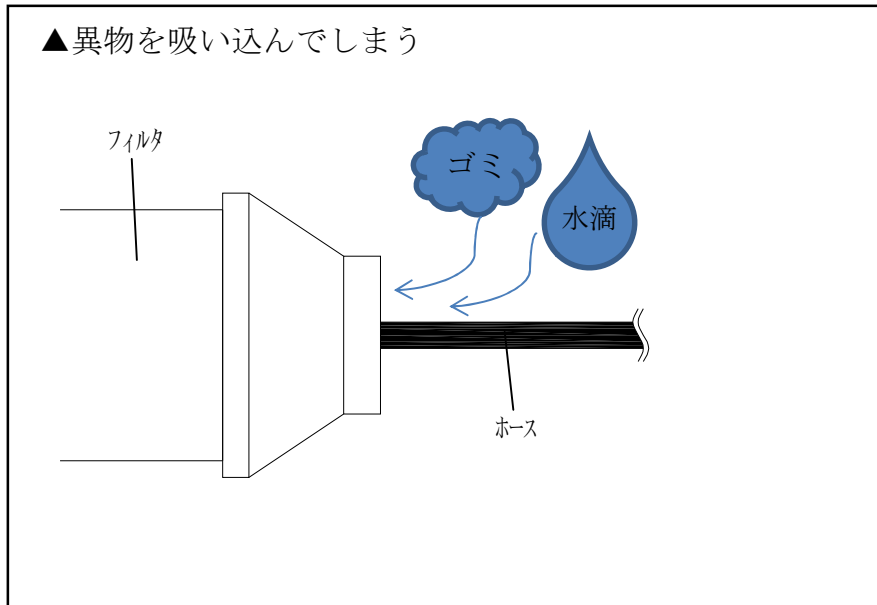 ▲異物を吸い込んでしまう
フィルタ
ゴミ
水滴
ホース